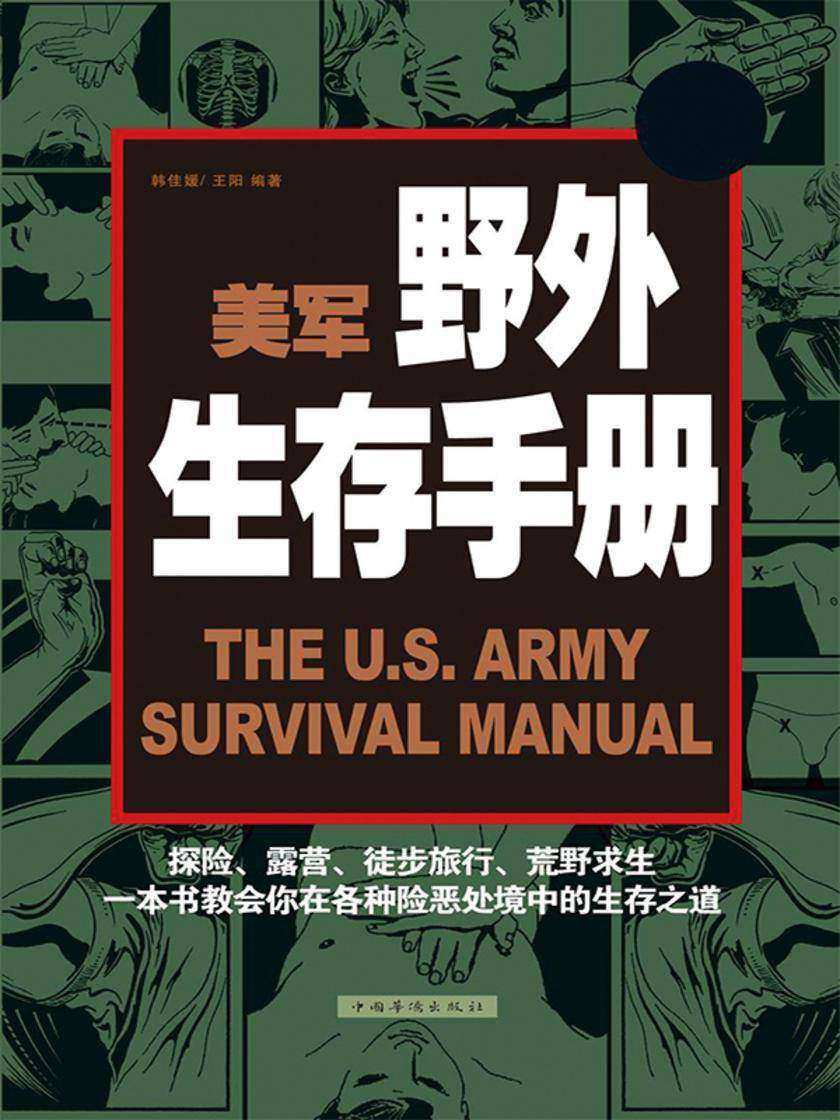 韩佳媛/ 王阳 编著
美军 野外
生存手册
THE U.S. ARMY
SURVIVAL MANUAL
探险、露营、徒步旅行、荒野求生
一本书教会你在各种险恶处境中的生存之道
中国华侨出版社
X
X
X
X